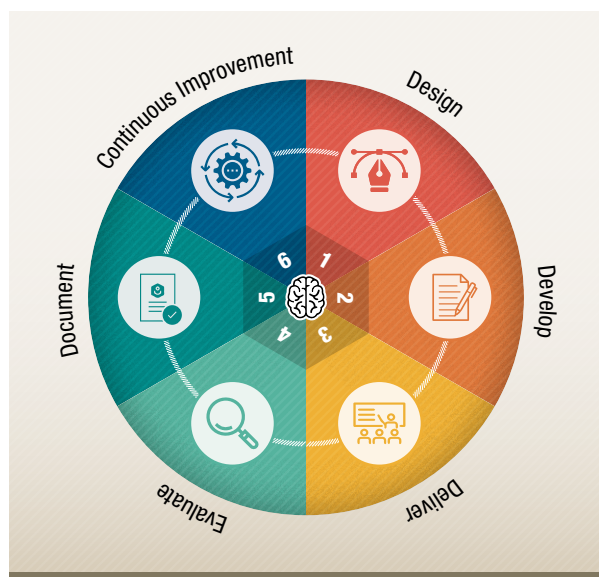 Continuous Improvement
Design
Develop
Deliver
Evaluate
Document
1
2
3
4
5
6